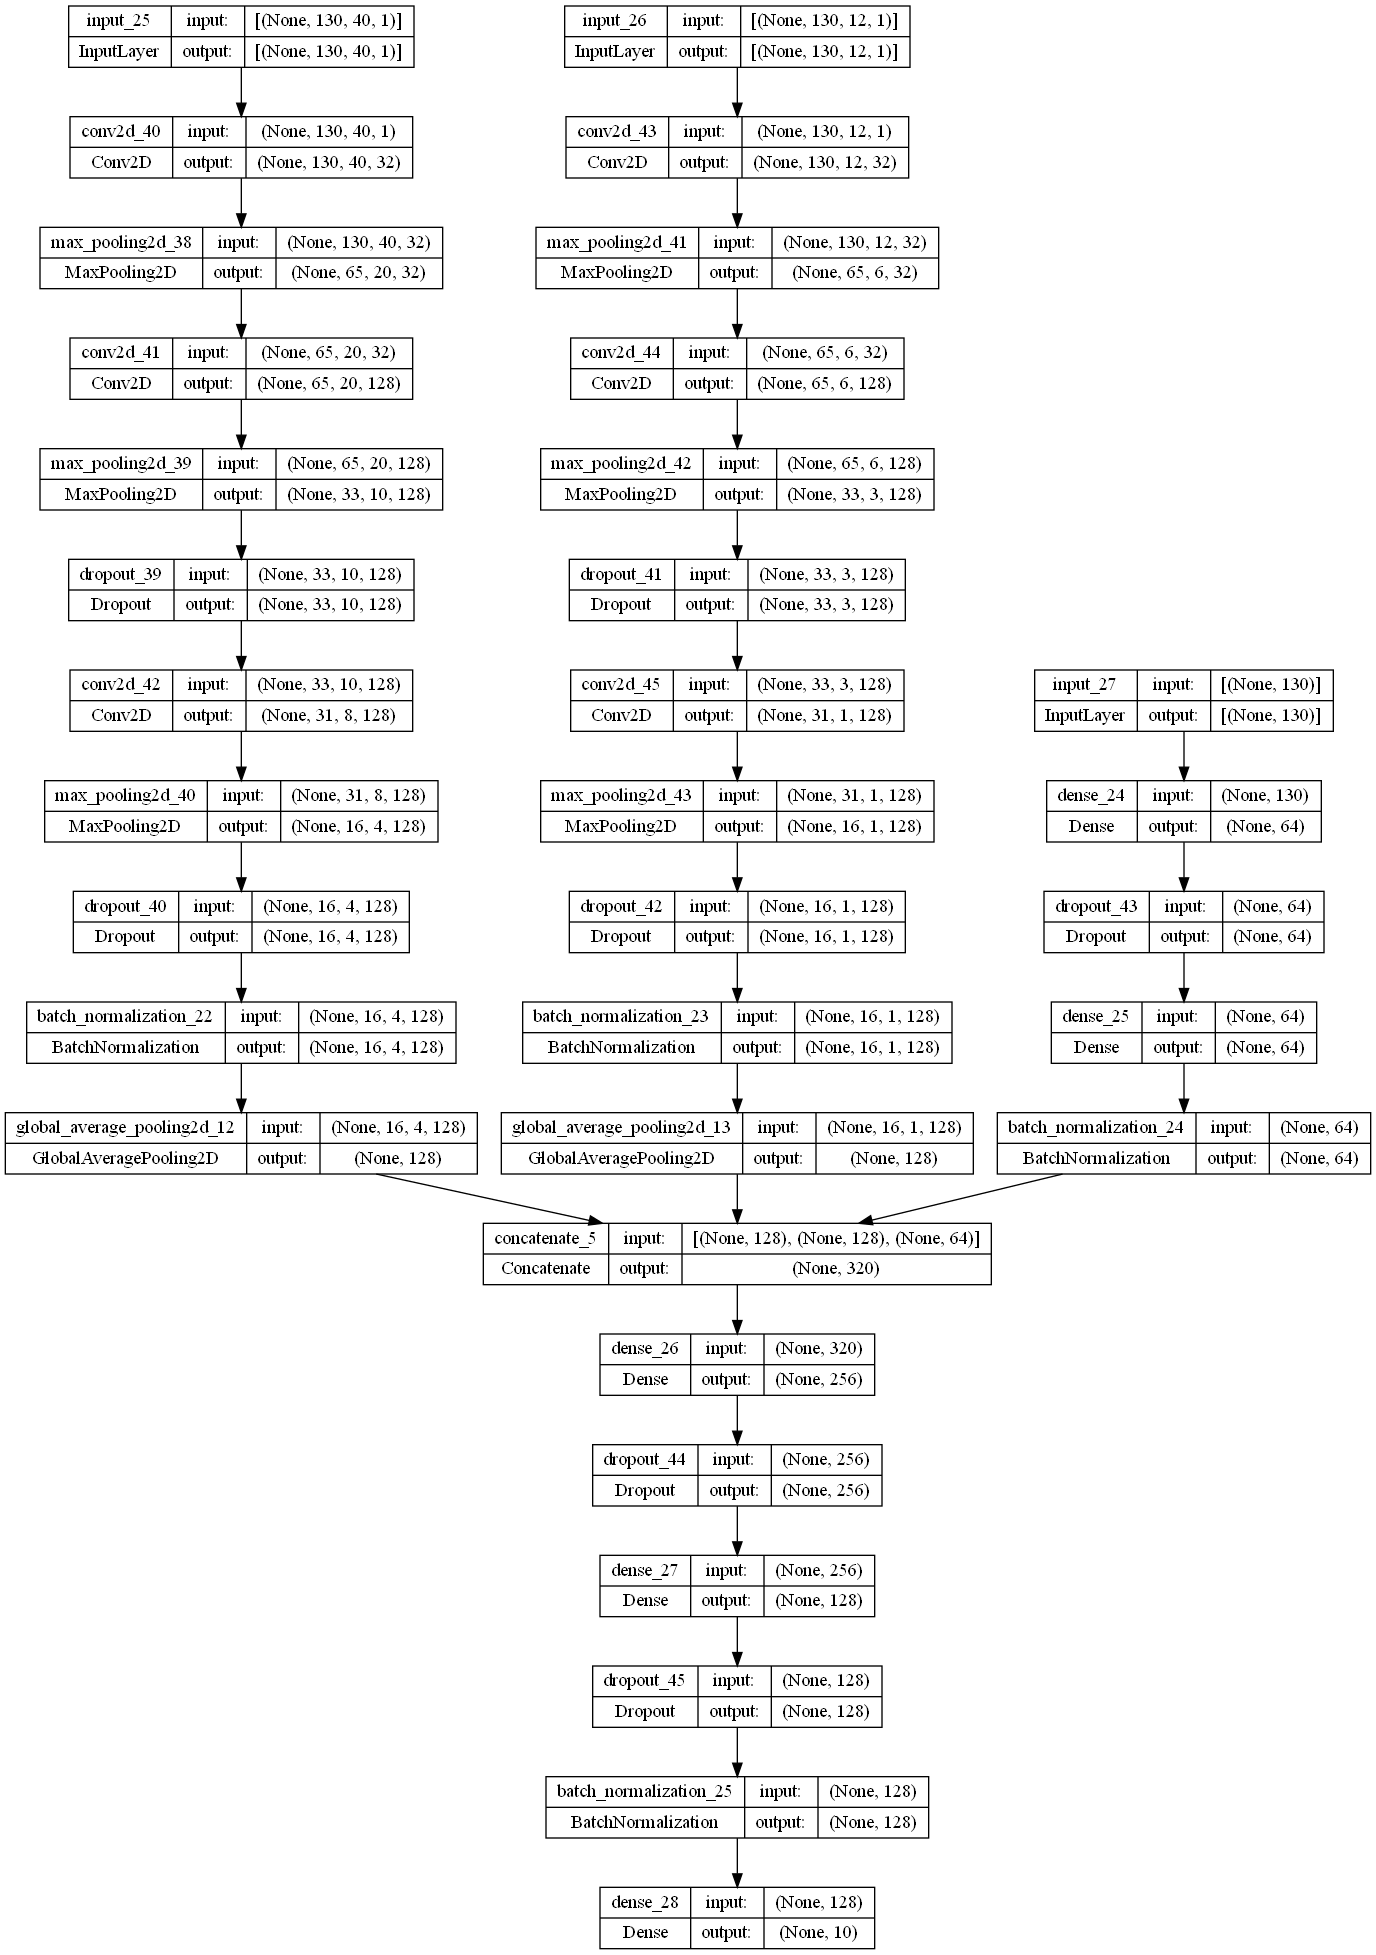 input_25 input: [(None, 130, 40, 1)]
InputLayer output: [(None, 130, 40, 1)]
conv2d_40 input: (None, 130, 40, 1)
Conv2D output: (None, 130, 40, 32)
max_pooling2d_38 input: (None, 130, 40, 32)
MaxPooling2D output: (None, 65, 20, 32)
conv2d_41 input: (None, 65, 20, 32)
Conv2D output: (None, 65, 20, 128)
max_pooling2d_39 input: (None, 65, 20, 128)
MaxPooling2D output: (None, 33, 10, 128)
dropout_39 input: (None, 33, 10, 128)
Dropout output: (None, 33, 10, 128)
conv2d_42 input: (None, 33, 10, 128)
Conv2D output: (None, 31, 8, 128)
max_pooling2d_40 input: (None, 31, 8, 128)
MaxPooling2D output: (None, 16, 4, 128)
dropout_40 input: (None, 16, 4, 128)
Dropout output: (None, 16, 4, 128)
batch_normalization_22 input: (None, 16, 4, 128)
BatchNormalization output: (None, 16, 4, 128)
global_average_pooling2d_12 input: (None, 16, 4, 128)
GlobalAveragePooling2D output: (None, 128)
input_26 input: [(None, 130, 12, 1)]
InputLayer output: [(None, 130, 12, 1)]
conv2d_43 input: (None, 130, 12, 1)
Conv2D output: (None, 130, 12, 32)
max_pooling2d_41 input: (None, 130, 12, 32)
MaxPooling2D output: (None, 65, 6, 32)
conv2d_44 input: (None, 65, 6, 32)
Conv2D output: (None, 65, 6, 128)
max_pooling2d_42 input: (None, 65, 6, 128)
MaxPooling2D output: (None, 33, 3, 128)
dropout_41 input: (None, 33, 3, 128)
Dropout output: (None, 33, 3, 128)
conv2d_45 input: (None, 33, 3, 128)
Conv2D output: (None, 31, 1, 128)
max_pooling2d_43 input: (None, 31, 1, 128)
MaxPooling2D output: (None, 16, 1, 128)
dropout_42 input: (None, 16, 1, 128)
Dropout output: (None, 16, 1, 128)
batch_normalization_23 input: (None, 16, 1, 128)
BatchNormalization output: (None, 16, 1, 128)
global_average_pooling2d_13 input: (None, 16, 1, 128)
GlobalAveragePooling2D output: (None, 128)
input_27 input: [(None, 130)]
InputLayer output: [(None, 130)]
dense_24 input: (None, 130)
Dense output: (None, 64)
dropout_43 input: (None, 64)
Dropout output: (None, 64)
dense_25 input: (None, 64)
Dense output: (None, 64)
batch_normalization_24 input: (None, 64)
BatchNormalization output: (None, 64)
concatenate_5 input: [(None, 128), (None, 128), (None, 64)]
Concatenate output: (None, 320)
dense_26 input: (None, 320)
Dense output: (None, 256)
dropout_44 input: (None, 256)
Dropout output: (None, 256)
dense_27 input: (None, 256)
Dense output: (None, 128)
dropout_45 input: (None, 128)
Dropout output: (None, 128)
batch_normalization_25 input: (None, 128)
BatchNormalization output: (None, 128)
dense_28 input: (None, 128)
Dense output: (None, 10)